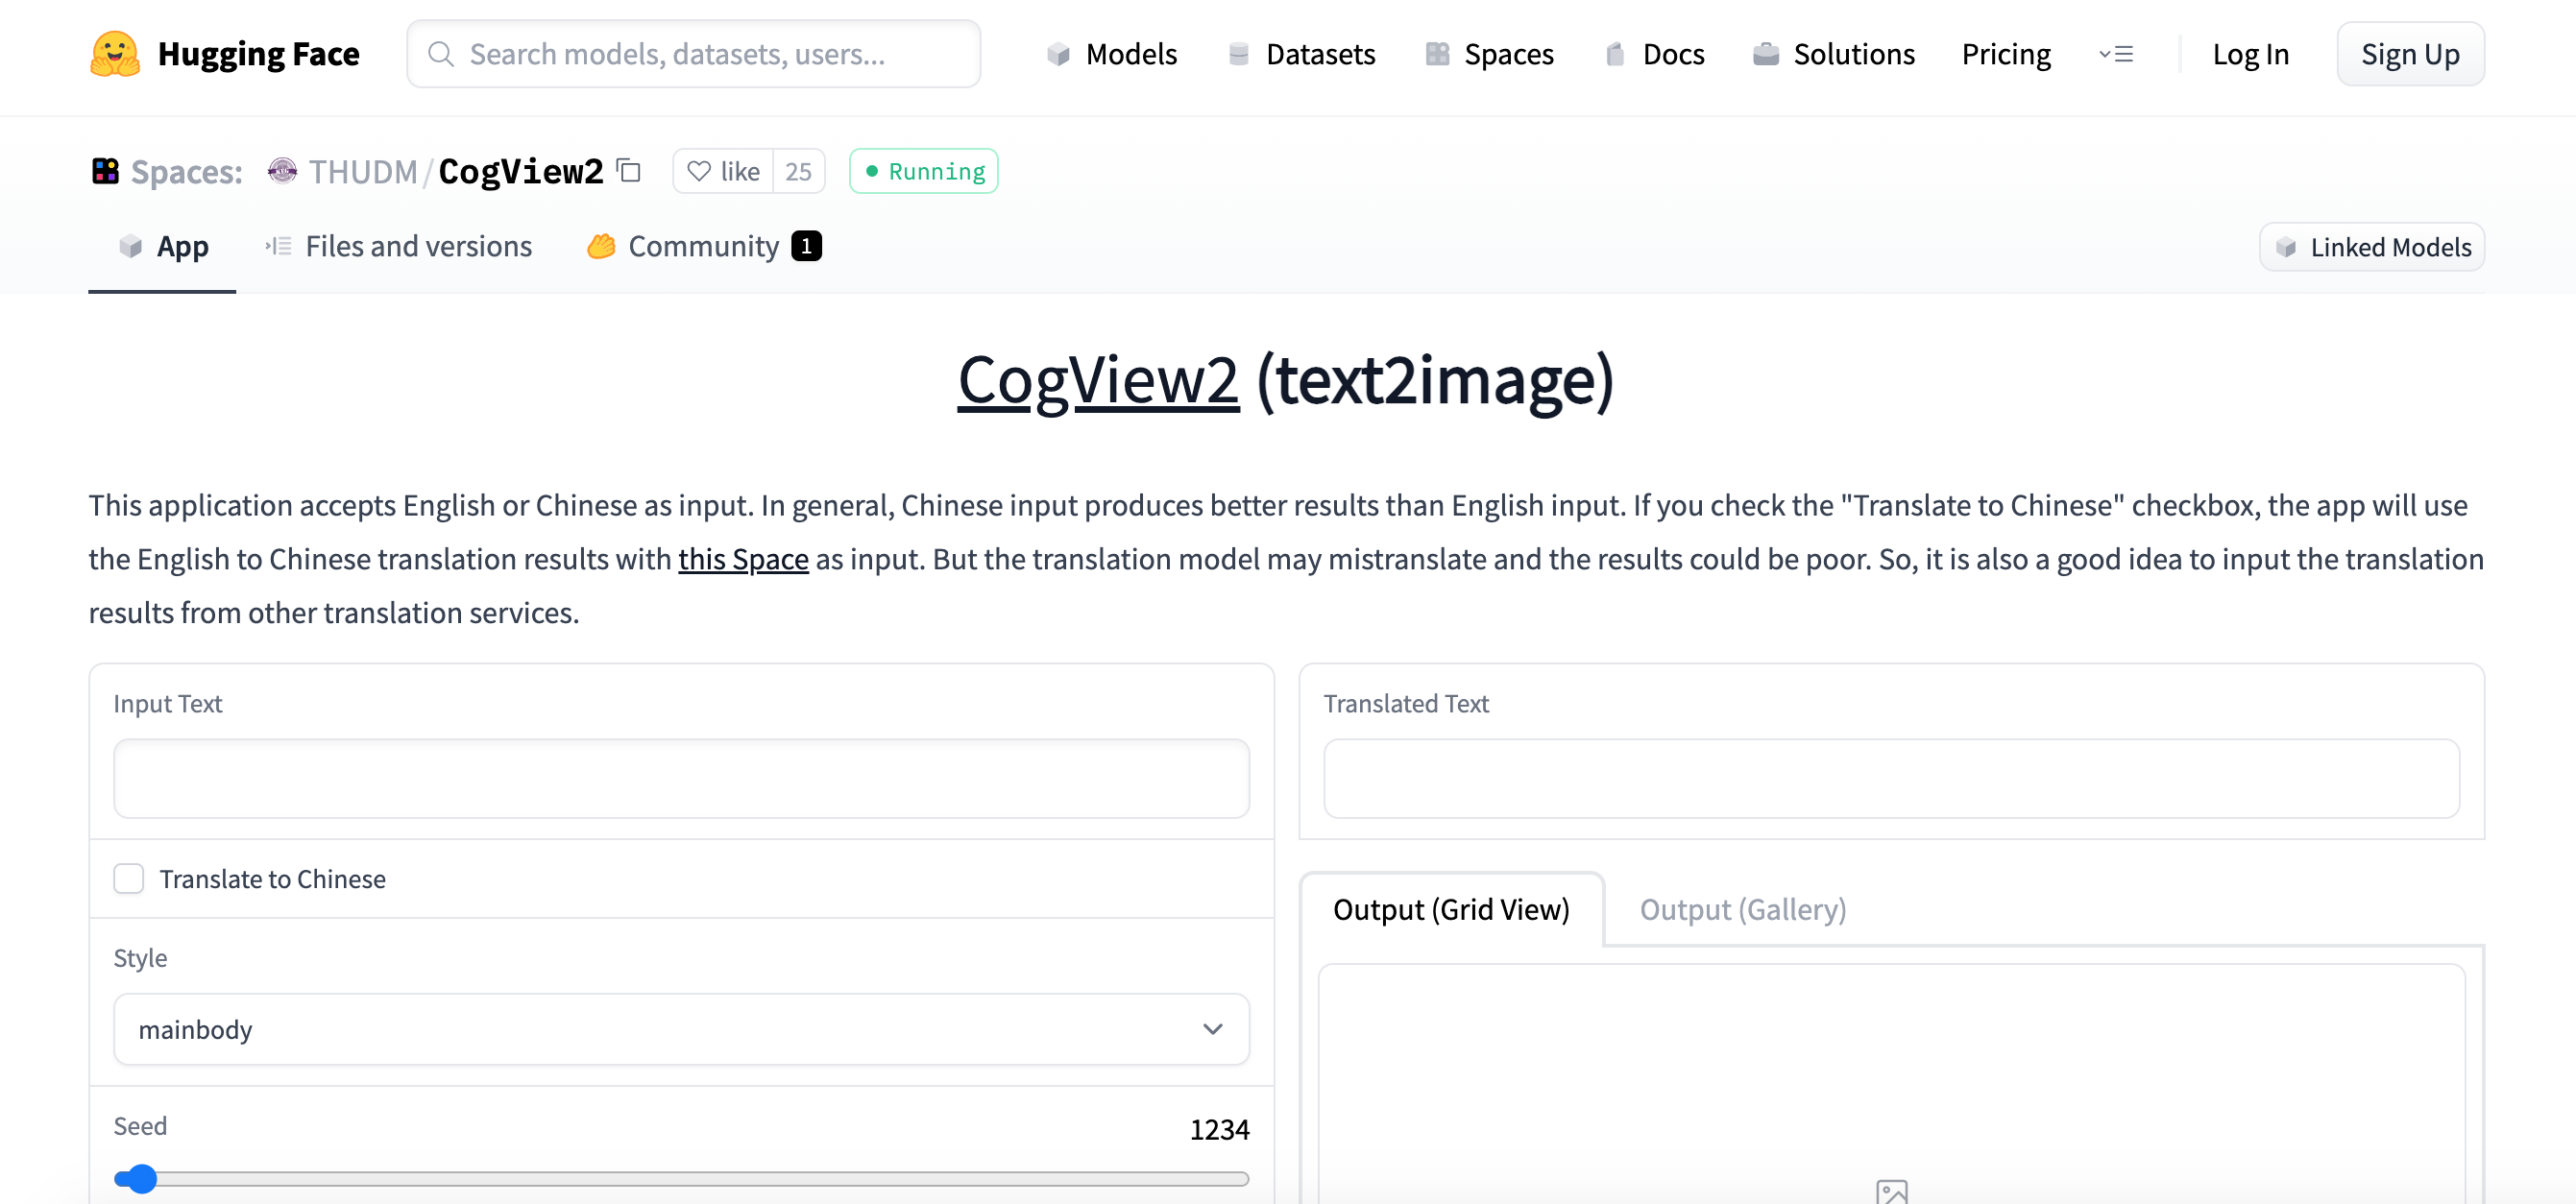 Hugging Face
Search models, datasets, users...
Models
Datasets
Spaces
Docs
Solutions
Pricing
Log In
Sign Up
Spaces:
THUDM/CogView2
like 25
Running
App
Files and versions
Community 1
Linked Models
CogView2 (text2image)
This application accepts English or Chinese as input. In general, Chinese input produces better results than English input. If you check the "Translate to Chinese" checkbox, the app will use
the English to Chinese translation results with this Space as input. But the translation model may mistranslate and the results could be poor. So, it is also a good idea to input the translation
results from other translation services.
Input Text
Translate to Chinese
Style
mainbody
Seed
1234
Translated Text
Output (Grid View)
Output (Gallery)